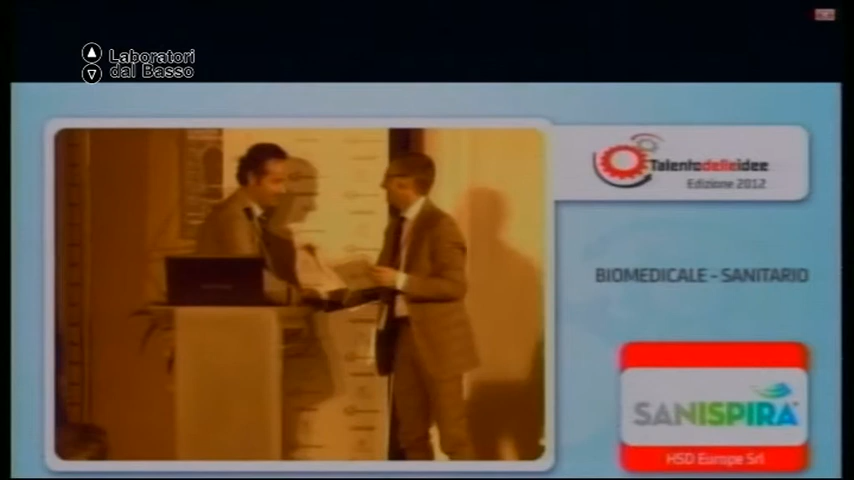 Laboratori
dal Basso
Talentodelleidee
Edizione 2012
BIOMEDICALE - SANITARIO
SANISPIRA
HSD Europe Srl